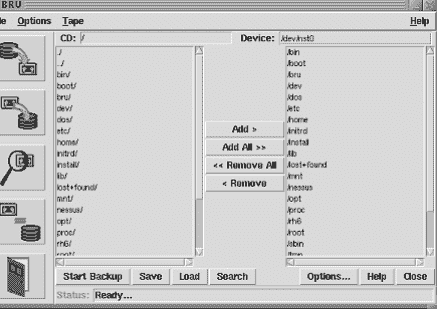 BRU
le Options Tape Help
CD: / Device: /dev/nst0
./
../
bin/
boot/
bru/
dev/
dos/
etc/
home/
initrd/
install/
lib/
lost+found/
mnt/
nessus/
opt/
proc/
rh6/
root/
Add >
Add All >>
<< Remove All
< Remove
/bin
/boot
/bru
/dev
/dos
/etc
/home
/initrd
/install
/lib
/lost+found
/mnt
/nessus
/opt
/proc
/rh6
/root
/sbin
/tmp
Start Backup Save Load Search Options... Help Close
Status: Ready...